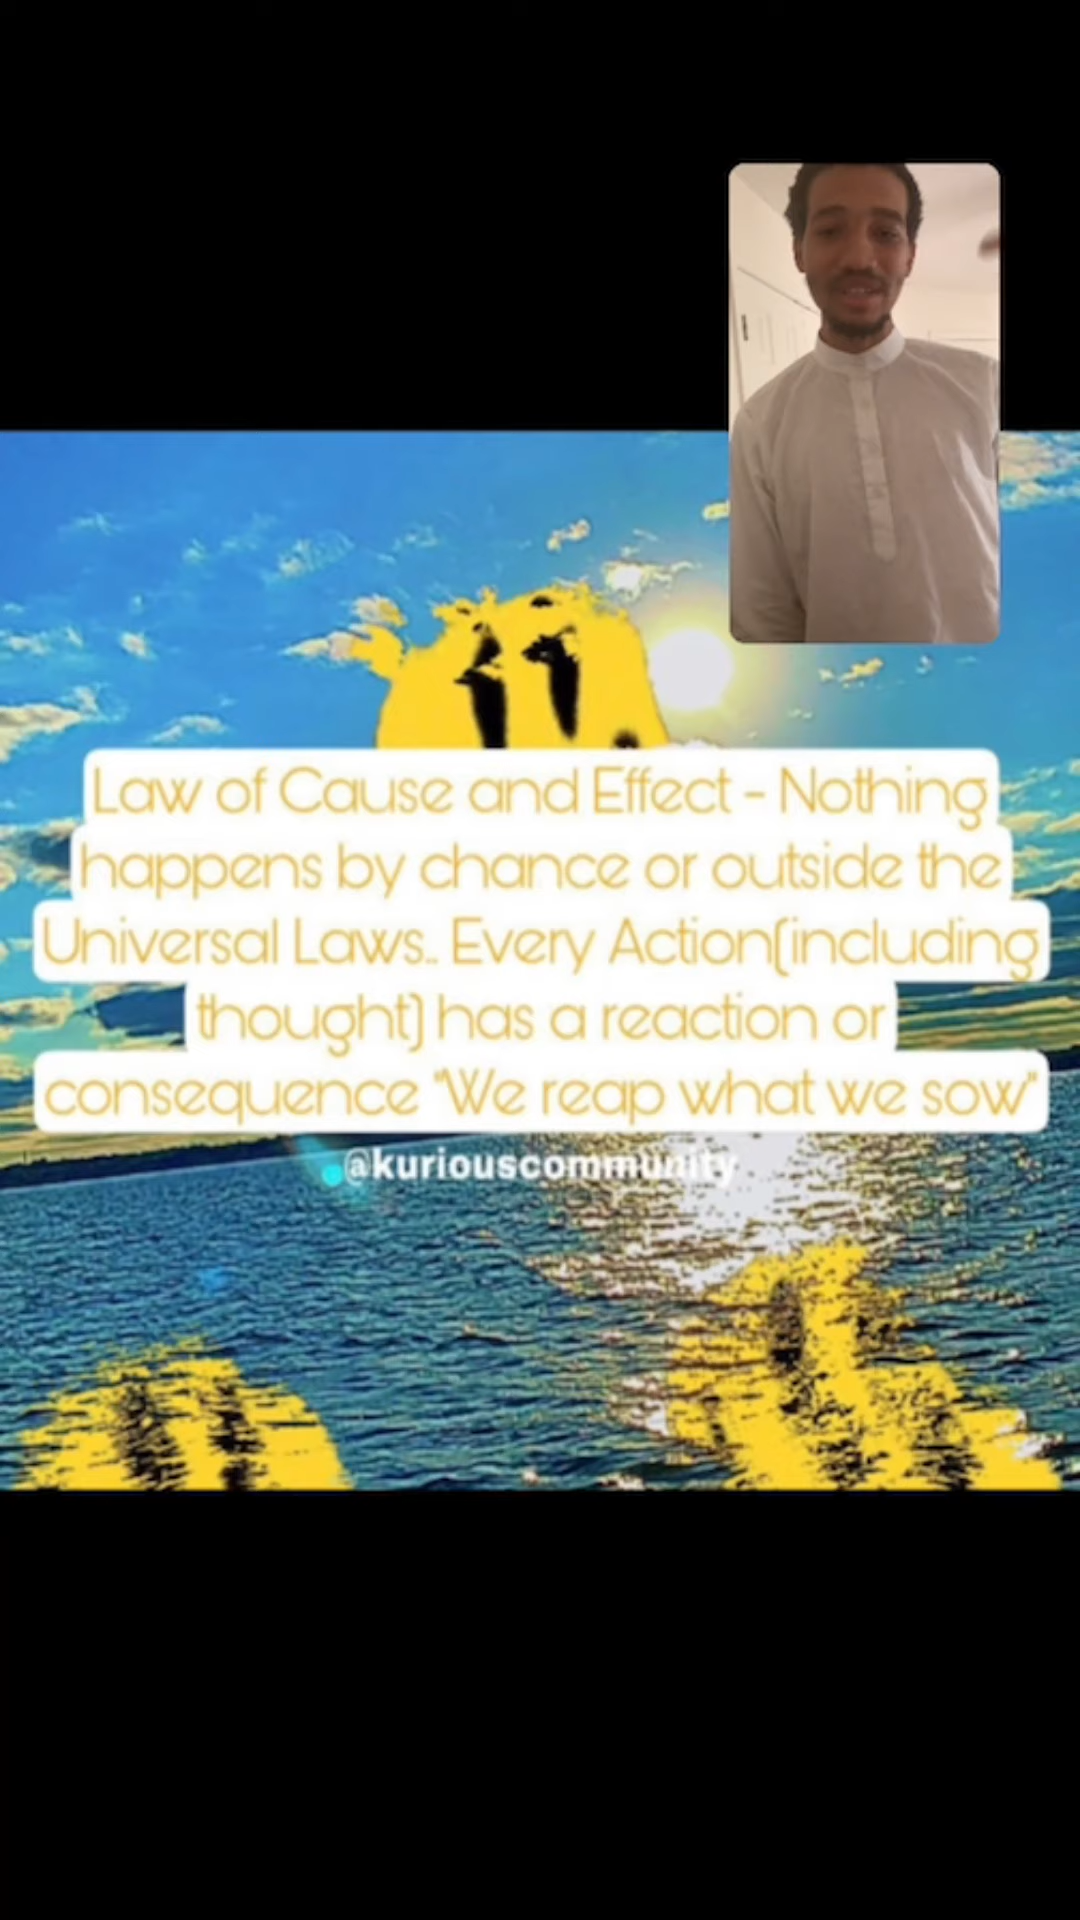 Law of Cause and Effect - Nothing
happens by chance or outside the
Universal Laws.. Every Action(including
thought) has a reaction or
consequence "We reap what we sow"
@kuriouscommunity